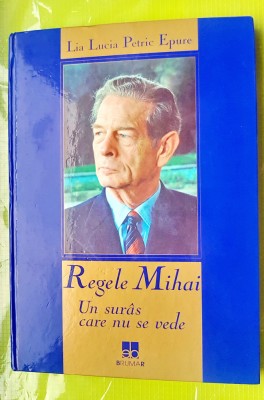 Lia Lucia Petric Epure
Regele Mihai
Un surâs
care nu se vede
BRUMAR